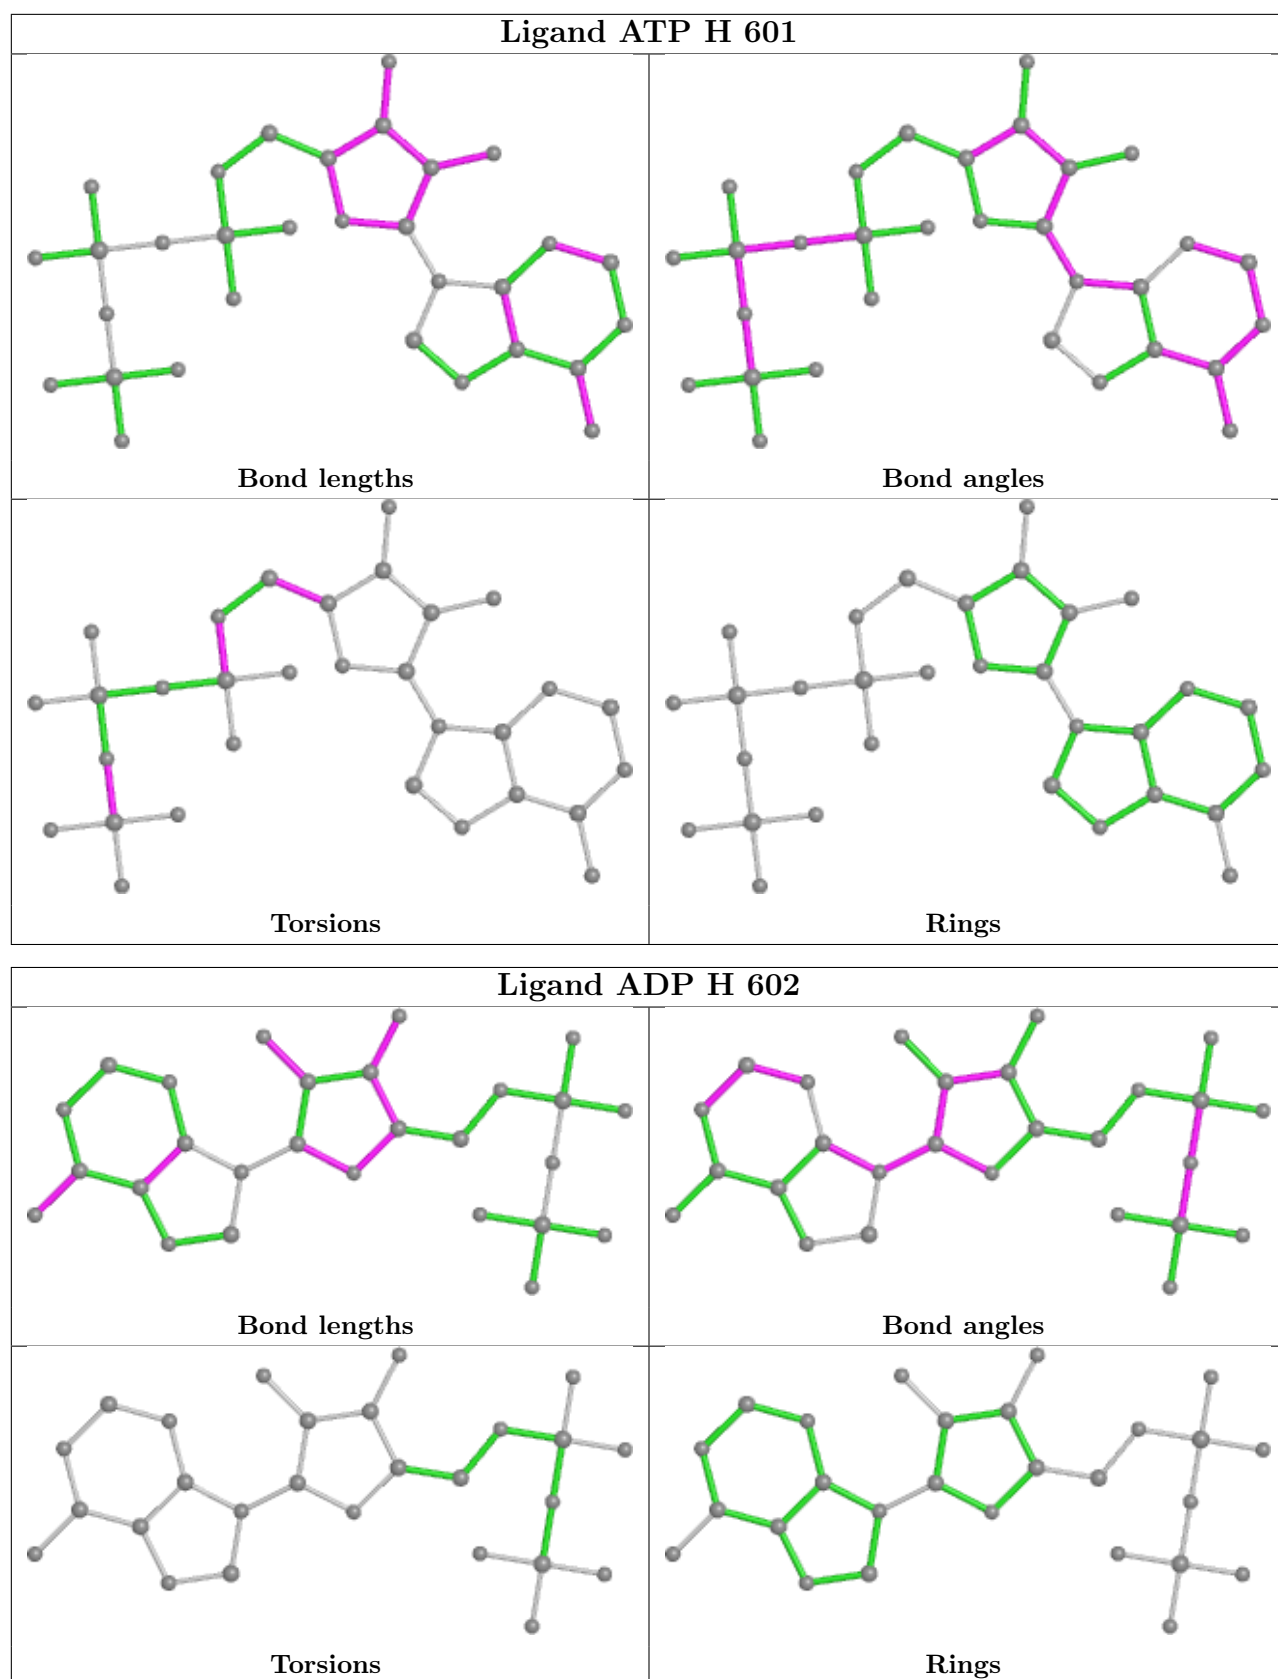 Ligand ATP H 601
Bond lengths
Bond angles
Torsions
Rings
Ligand ADP H 602
Bond lengths
Bond angles
Torsions
Rings